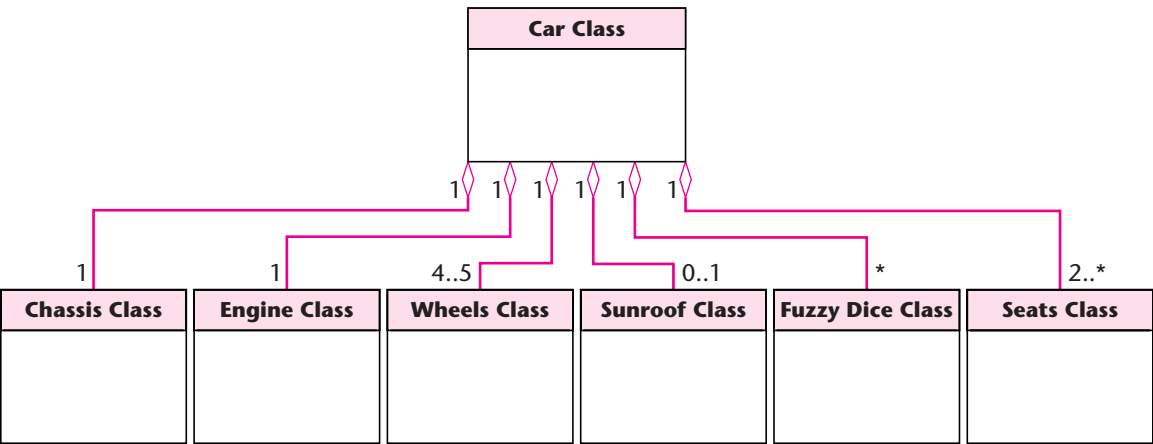 Car Class
1 1 1 1 1 1
1 1 4..5 0..1 * 2..*
Chassis Class Engine Class Wheels Class Sunroof Class Fuzzy Dice Class Seats Class